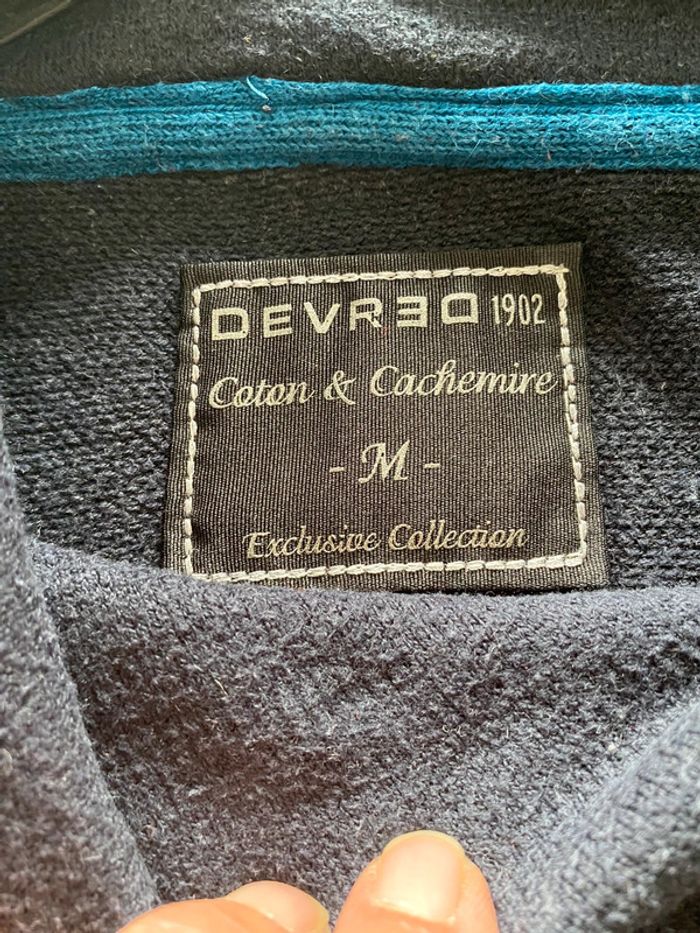 DEVRED 1902
Coton & Cachemire
- M -
Exclusive Collection